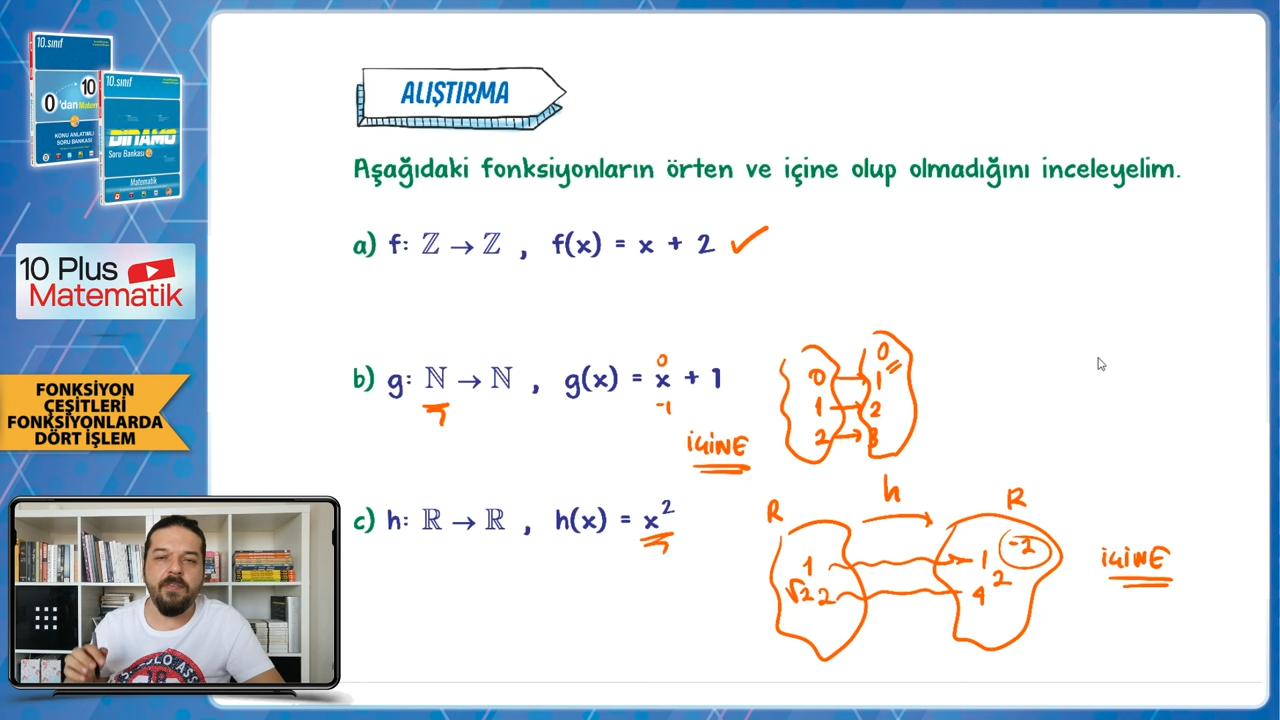 10.sınıf
0'dan 10 Matem
KONU ANLATIMLI
SORU BANKASI
10.sınıf
DİNAMO
Soru Bankası
Matematik
10 Plus
Matematik
FONKSİYON
ÇEŞİTLERİ
FONKSİYONLARDA
DÖRT İŞLEM
ALIŞTIRMA
Aşağıdaki fonksiyonların örten ve içine olup olmadığını inceleyelim.
a) f: ℤ → ℤ , f(x) = x + 2 ✓
b) g: ℕ → ℕ , g(x) = x + 1
0
-1
İÇİNE
0 → 1
1 → 2
2 → 3
0
c) h: ℝ → ℝ , h(x) = x²
h
R
R
1 1 -2
√2 2 2
4
İÇİNE